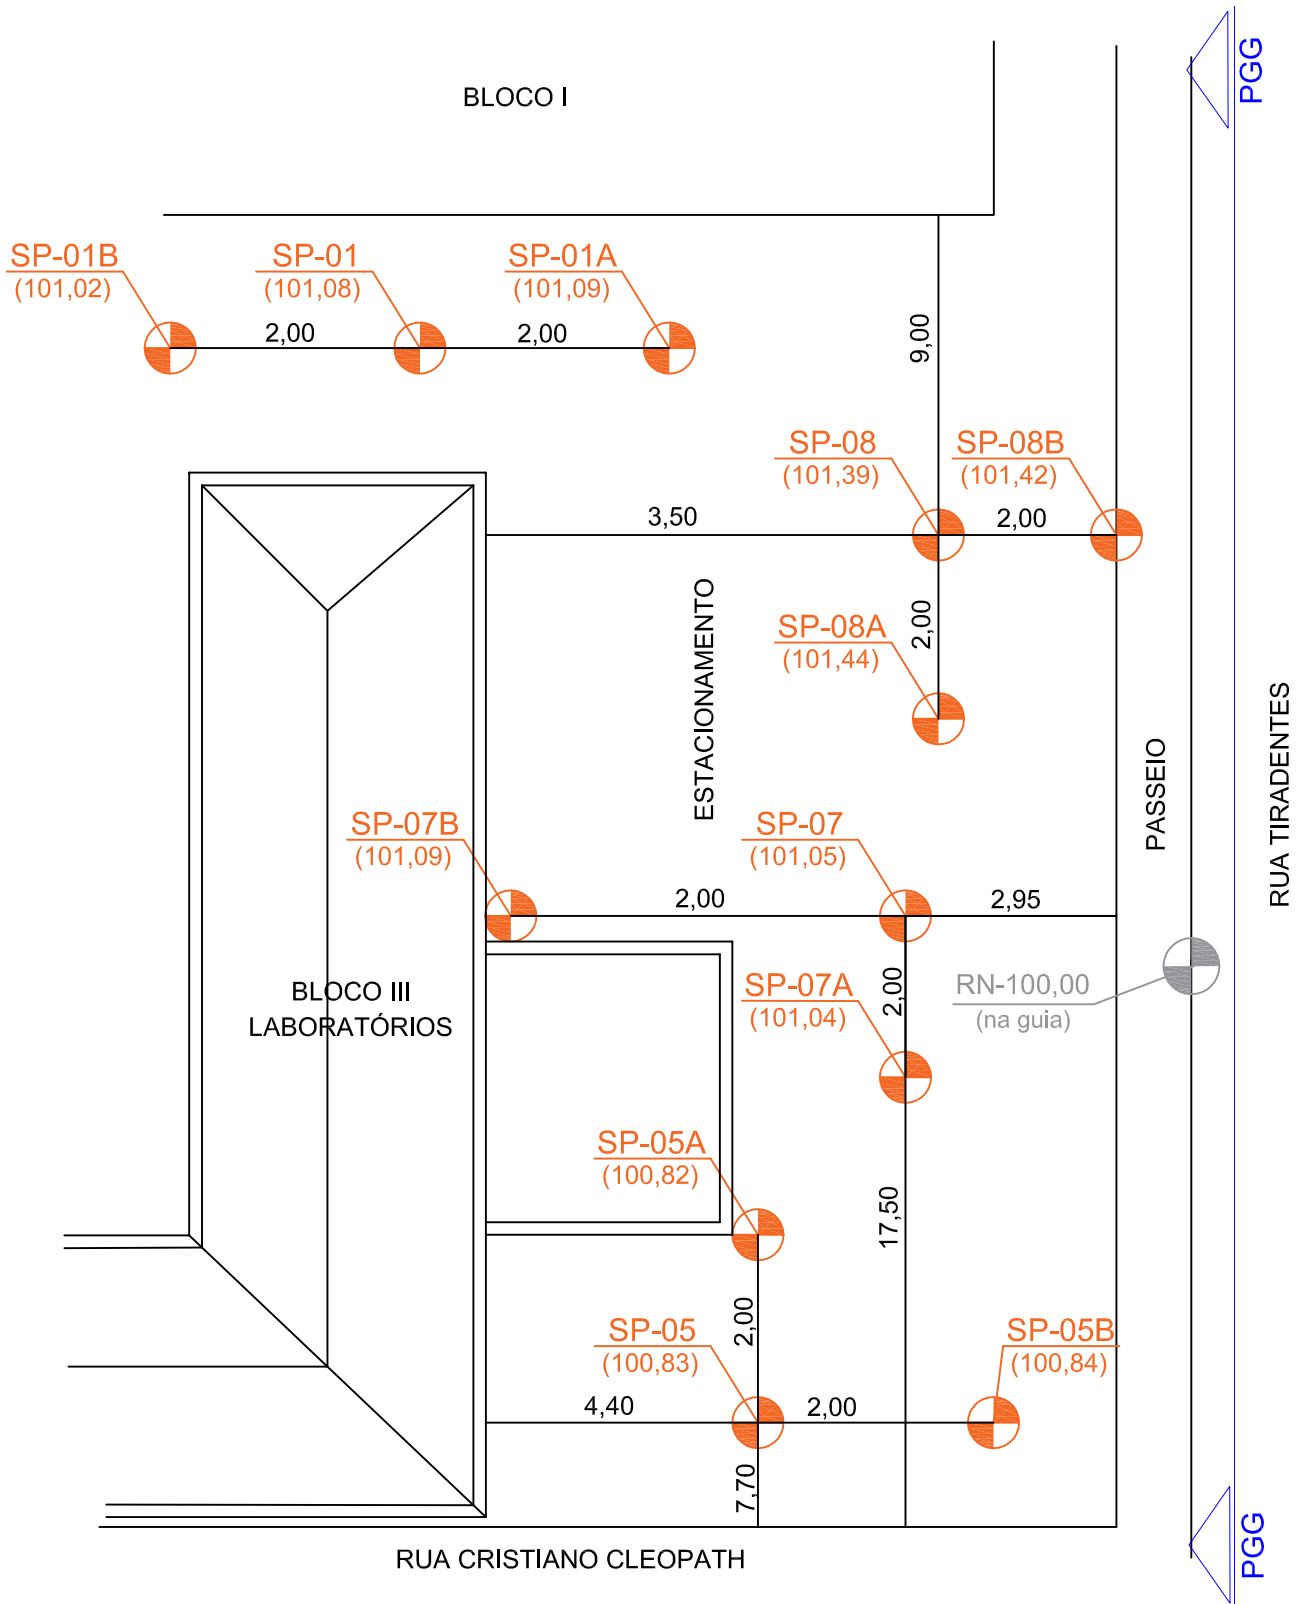 PGG
BLOCO I
SP-01B
(101,02)
SP-01
(101,08)
SP-01A
(101,09)
2,00
2,00
9,00
SP-08
(101,39)
SP-08B
(101,42)
3,50
2,00
ESTACIONAMENTO
2,00
SP-08A
(101,44)
RUA TIRADENTES
PASSEIO
SP-07B
(101,09)
SP-07
(101,05)
2,00
2,95
BLOCO III
LABORATÓRIOS
SP-07A
(101,04)
2,00
RN-100,00
(na guia)
SP-05A
(100,82)
17,50
2,00
SP-05
(100,83)
SP-05B
(100,84)
4,40
2,00
7,70
RUA CRISTIANO CLEOPATH
PGG